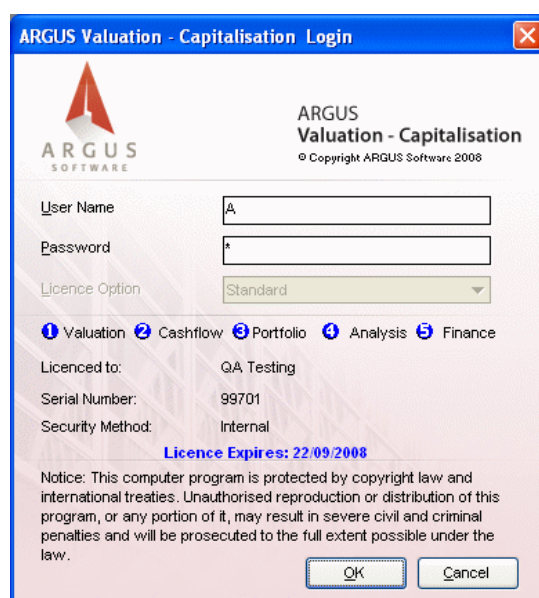 ARGUS Valuation - Capitalisation Login
ARGUS
SOFTWARE
ARGUS
Valuation - Capitalisation
© Copyright ARGUS Software 2008
User Name A
Password *
Licence Option Standard
1 Valuation 2 Cashflow 3 Portfolio 4 Analysis 5 Finance
Licenced to: QA Testing
Serial Number: 99701
Security Method: Internal
Licence Expires: 22/09/2008
Notice: This computer program is protected by copyright law and
international treaties. Unauthorised reproduction or distribution of this
program, or any portion of it, may result in severe civil and criminal
penalties and will be prosecuted to the full extent possible under the
law.
OK Cancel